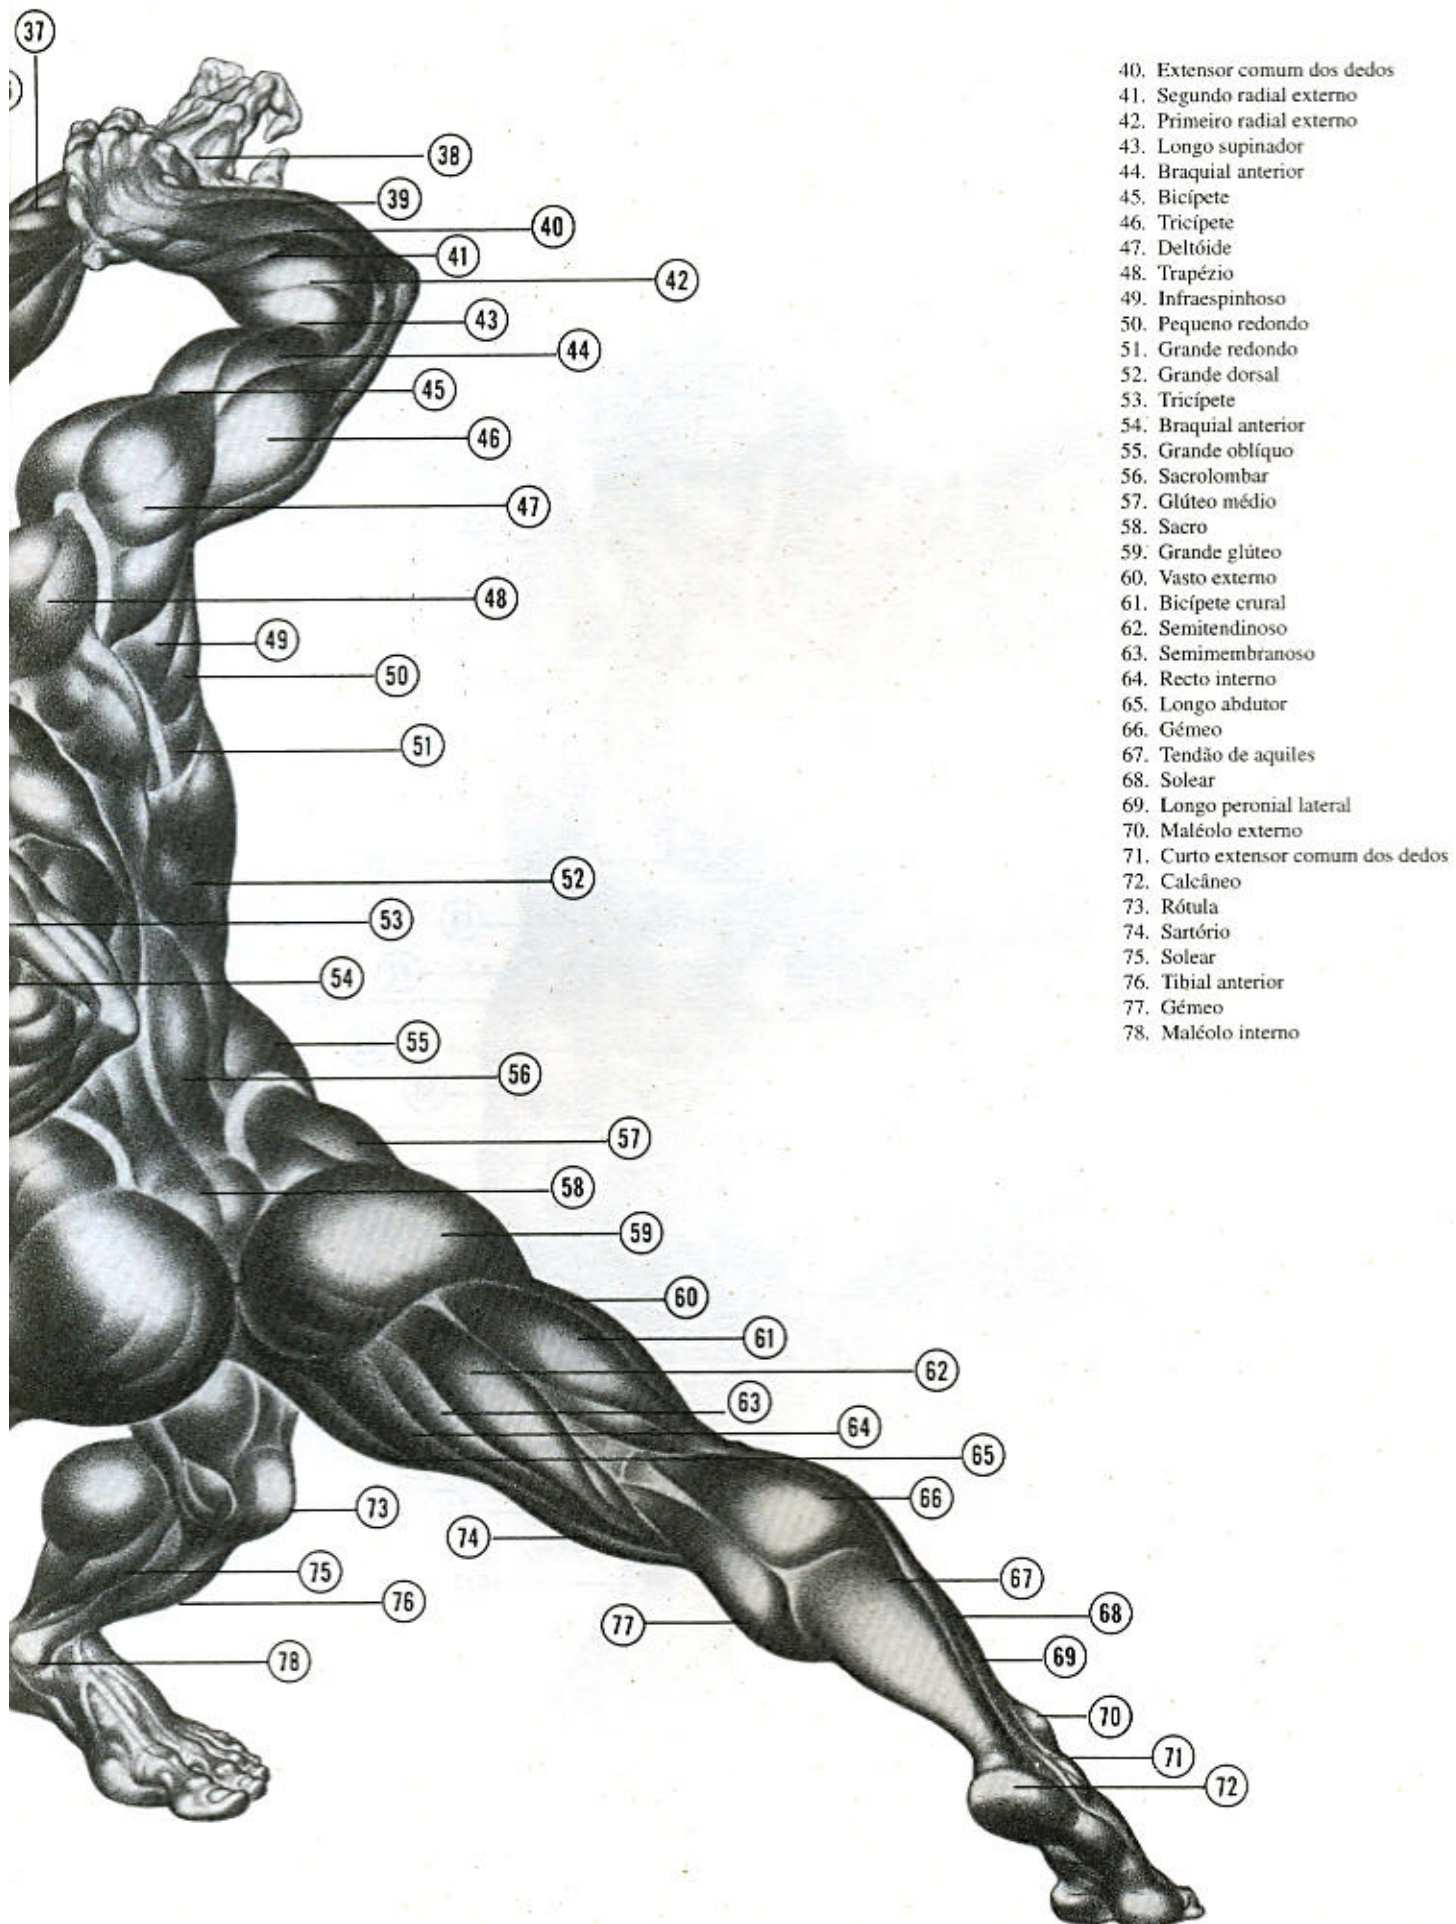 37
38
39
40
41
42
43
44
45
46
47
48
49
50
51
52
53
54
55
56
57
58
59
60
61
62
63
64
65
66
73
74
75
67
76
68
77
69
78
70
71
72
40. Extensor comum dos dedos
41. Segundo radial externo
42. Primeiro radial externo
43. Longo supinador
44. Braquial anterior
45. Bicípete
46. Tricípete
47. Deltóide
48. Trapézio
49. Infraespinhoso
50. Pequeno redondo
51. Grande redondo
52. Grande dorsal
53. Tricípete
54. Braquial anterior
55. Grande oblíquo
56. Sacrolombar
57. Glúteo médio
58. Sacro
59. Grande glúteo
60. Vasto externo
61. Bicípete crural
62. Semitendinoso
63. Semimembranoso
64. Recto interno
65. Longo abdutor
66. Gémeo
67. Tendão de aquiles
68. Solear
69. Longo peronial lateral
70. Maléolo externo
71. Curto extensor comum dos dedos
72. Calcâneo
73. Rótula
74. Sartório
75. Solear
76. Tibial anterior
77. Gémeo
78. Maléolo interno